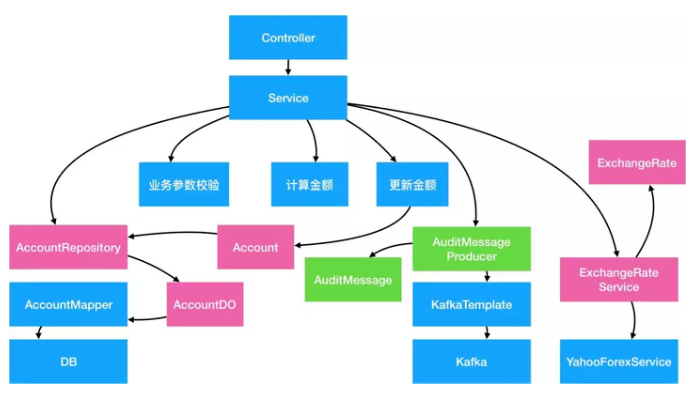 Controller
Service
业务参数校验
计算金额
更新金额
ExchangeRate
AccountRepository
Account
AuditMessage
Producer
AuditMessage
ExchangeRate
Service
AccountMapper
AccountDO
KafkaTemplate
DB
Kafka
YahooForexService